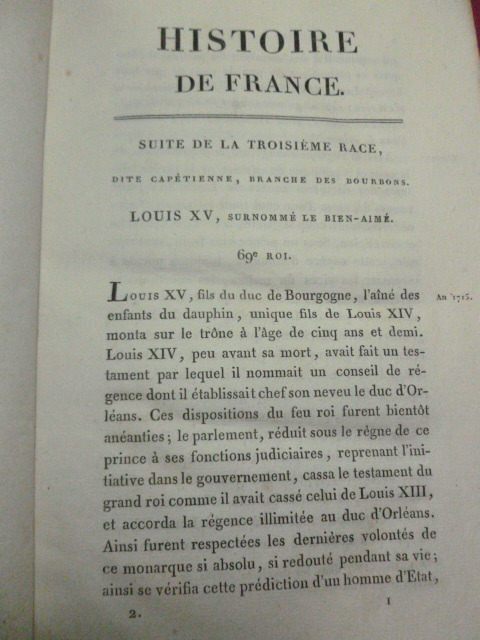 HISTOIRE
DE FRANCE.
SUITE DE LA TROISIÈME RACE,
DITE CAPÉTIENNE, BRANCHE DES BOURBONS.
LOUIS XV, SURNOMMÉ LE BIEN-AIMÉ.
69e ROI.
Louis XV, fils du duc de Bourgogne, l'aîné des An 1715.
enfants du dauphin, unique fils de Louis XIV,
monta sur le trône à l'âge de cinq ans et demi.
Louis XIV, peu avant sa mort, avait fait un tes-
tament par lequel il nommait un conseil de ré-
gence dont il établissait chef son neveu le duc d'Or-
léans. Ces dispositions du feu roi furent bientôt
anéanties; le parlement, réduit sous le règne de ce
prince à ses fonctions judiciaires, reprenant l'ini-
tiative dans le gouvernement, cassa le testament du
grand roi comme il avait cassé celui de Louis XIII,
et accorda la régence illimitée au duc d'Orléans.
Ainsi furent respectées les dernières volontés de
ce monarque si absolu, si redouté pendant sa vie;
ainsi se vérifia cette prédiction d'un homme d'Etat,
2. 1